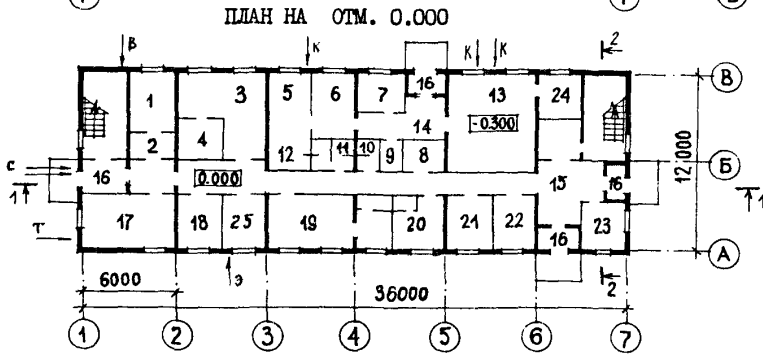 ПЛАН НА ОТМ. 0.000
В К К К 2
1 3 5 6 7 16 13 24 В
2 4 12 11 10 9 8 14 -0.300
С 16 0.000 15 16 Б
1 1
Т 17 18 25 19 20 21 22 16 23 А
Э 2
6000 36000 12000
1 2 3 4 5 6 7